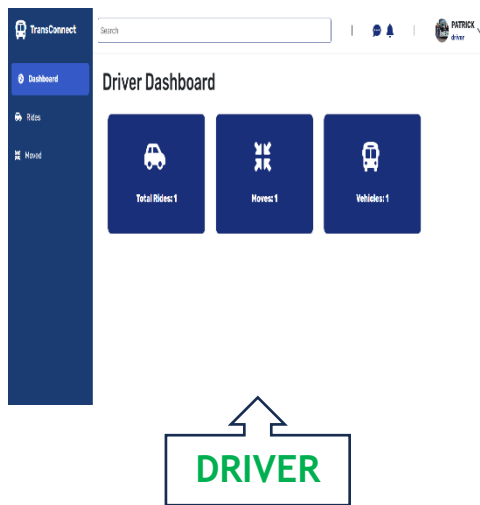 TransConnect
Search
PATRICK
driver
Dashboard
Driver Dashboard
Rides
Moved
Total Rides: 1
Moves: 1
Vehicles: 1
DRIVER